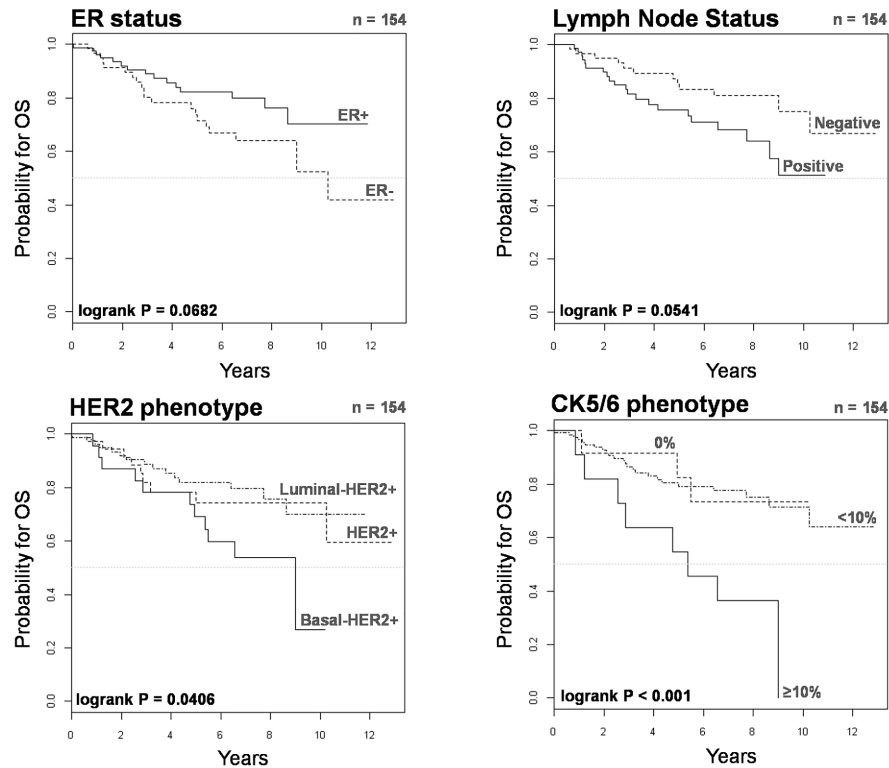 ER status
n = 154
Probability for OS
1.0
0.8
0.6
0.4
0.2
0.0
ER+
ER-
logrank P = 0.0682
0 2 4 6 8 10 12
Years
Lymph Node Status
n = 154
Probability for OS
1.0
0.8
0.6
0.4
0.2
0.0
Negative
Positive
logrank P = 0.0541
0 2 4 6 8 10 12
Years
HER2 phenotype
n = 154
Probability for OS
1.0
0.8
0.6
0.4
0.2
0.0
Luminal-HER2+
HER2+
Basal-HER2+
logrank P = 0.0406
0 2 4 6 8 10 12
Years
CK5/6 phenotype
n = 154
Probability for OS
1.0
0.8
0.6
0.4
0.2
0.0
0%
<10%
≥10%
logrank P < 0.001
0 2 4 6 8 10 12
Years